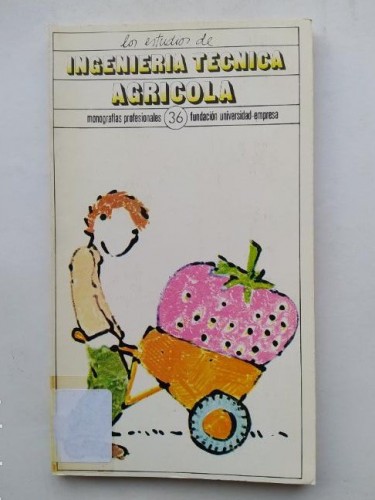 los estudios de
INGENIERIA TECNICA
AGRICOLA
monografías profesionales 36 fundación universidad-empresa